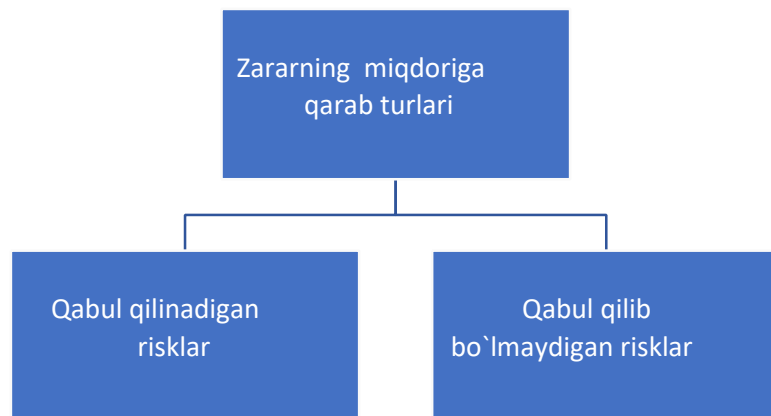 Zararning miqdoriga
qarab turlari
Qabul qilinadigan
risklar
Qabul qilib
bo`lmaydigan risklar